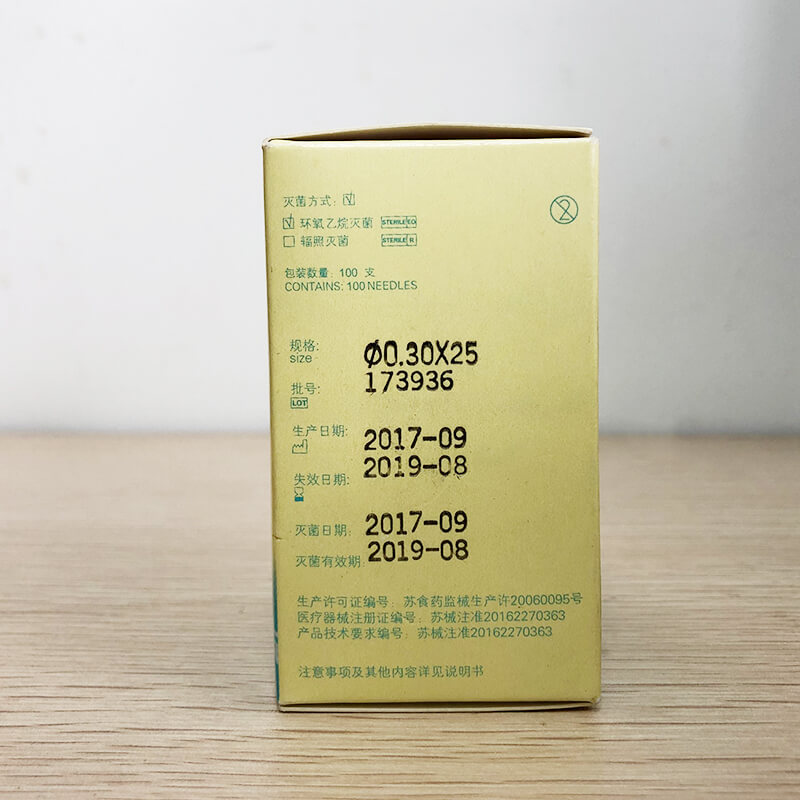 灭菌方式: ☑
☑ 环氧乙烷灭菌 STERILE EO
☐ 辐照灭菌 STERILE R
2
包装数量: 100 支
CONTAINS: 100 NEEDLES
规格: Ø0.30X25
size
批号: 173936
LOT
生产日期: 2017-09
失效日期: 2019-08
灭菌日期: 2017-09
灭菌有效期: 2019-08
生产许可证编号: 苏食药监械生产许20060095号
医疗器械注册证编号: 苏械注准20162270363
产品技术要求编号: 苏械注准20162270363
注意事项及其他内容详见说明书